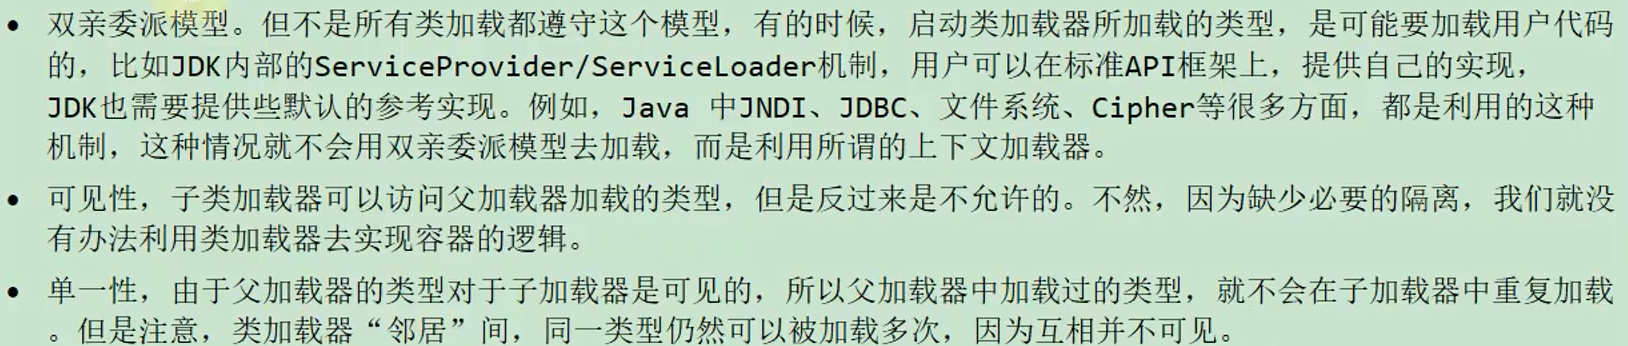 • 双亲委派模型。但不是所有类加载都遵守这个模型，有的时候，启动类加载器所加载的类型，是可能要加载用户代码
的，比如JDK内部的ServiceProvider/ServiceLoader机制，用户可以在标准API框架上，提供自己的实现，
JDK也需要提供些默认的参考实现。例如，Java 中JNDI、JDBC、文件系统、Cipher等很多方面，都是利用的这种
机制，这种情况就不会用双亲委派模型去加载，而是利用所谓的上下文加载器。
• 可见性，子类加载器可以访问父加载器加载的类型，但是反过来是不允许的。不然，因为缺少必要的隔离，我们就没
有办法利用类加载器去实现容器的逻辑。
• 单一性，由于父加载器的类型对于子加载器是可见的，所以父加载器中加载过的类型，就不会在子加载器中重复加载
。但是注意，类加载器“邻居”间，同一类型仍然可以被加载多次，因为互相并不可见。